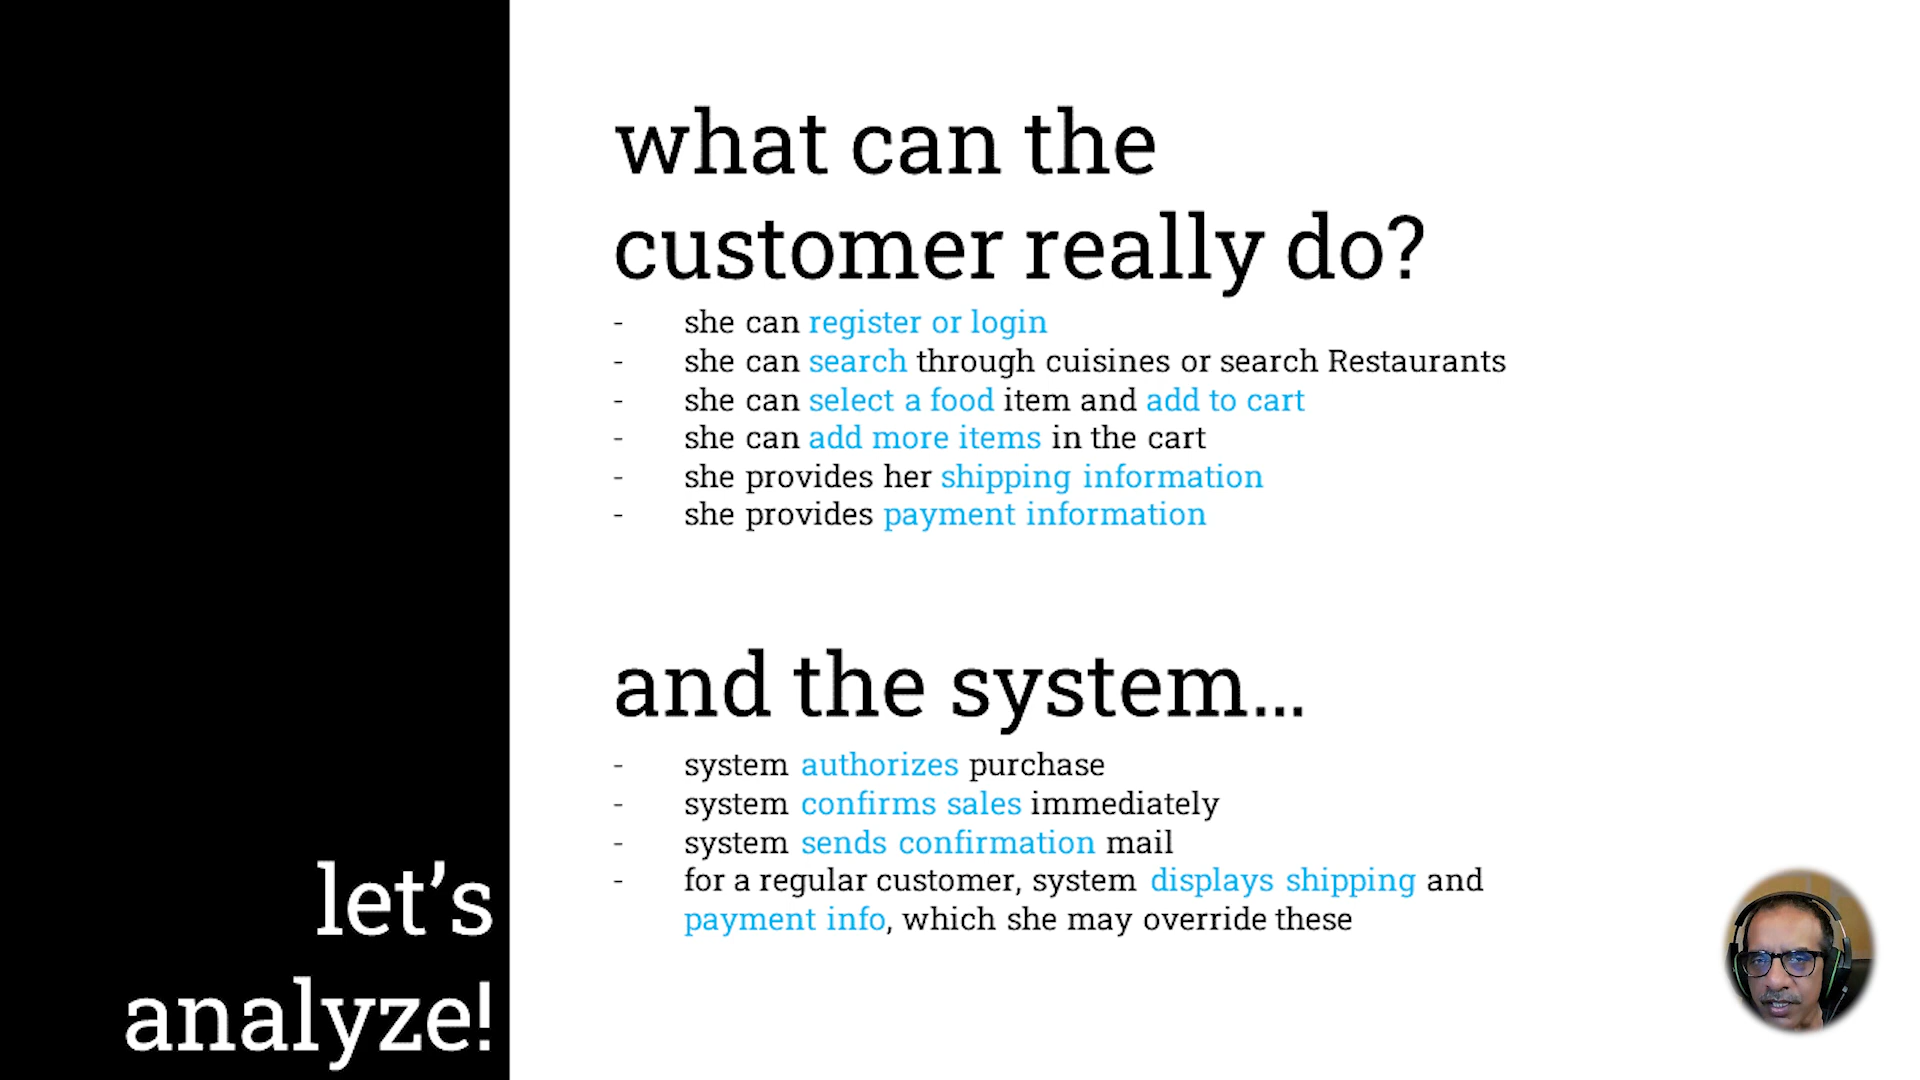 what can the
customer really do?
- she can register or login
- she can search through cuisines or search Restaurants
- she can select a food item and add to cart
- she can add more items in the cart
- she provides her shipping information
- she provides payment information
and the system...
- system authorizes purchase
- system confirms sales immediately
- system sends confirmation mail
- for a regular customer, system displays shipping and
payment info, which she may override these
let's
analyze!